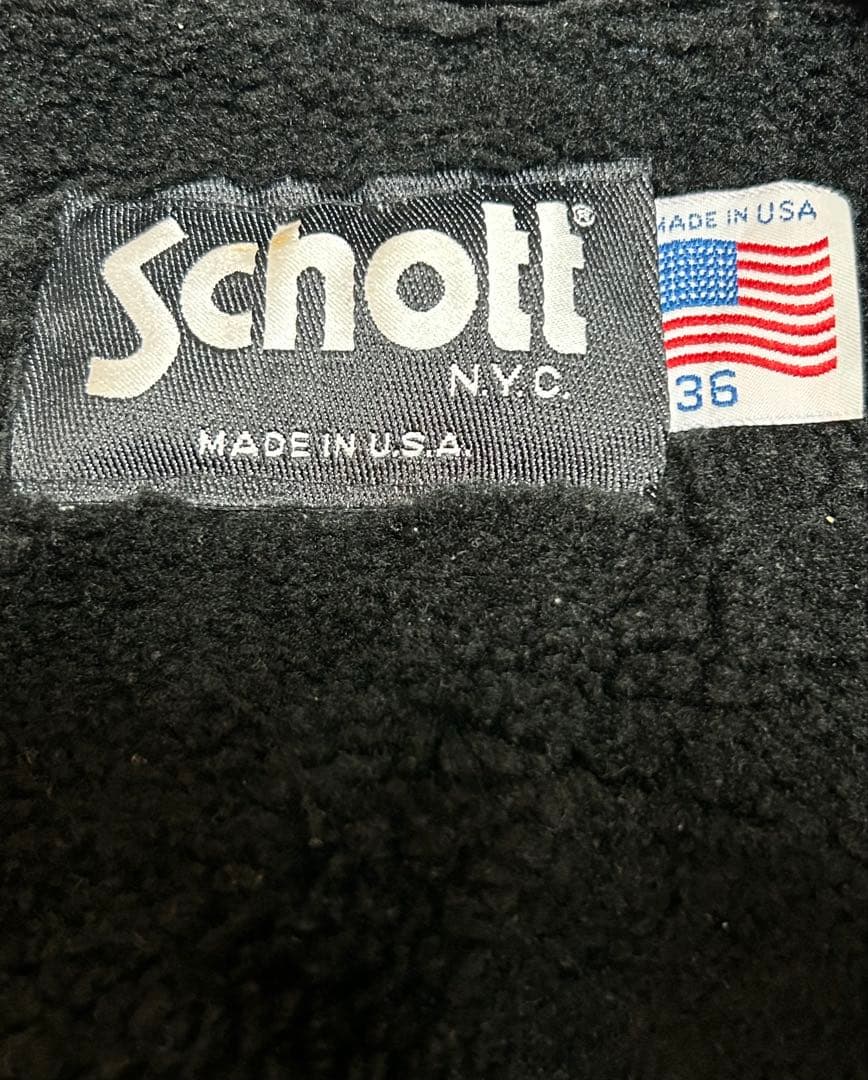 Schott®
N.Y.C.
MADE IN U.S.A.
MADE IN USA
36